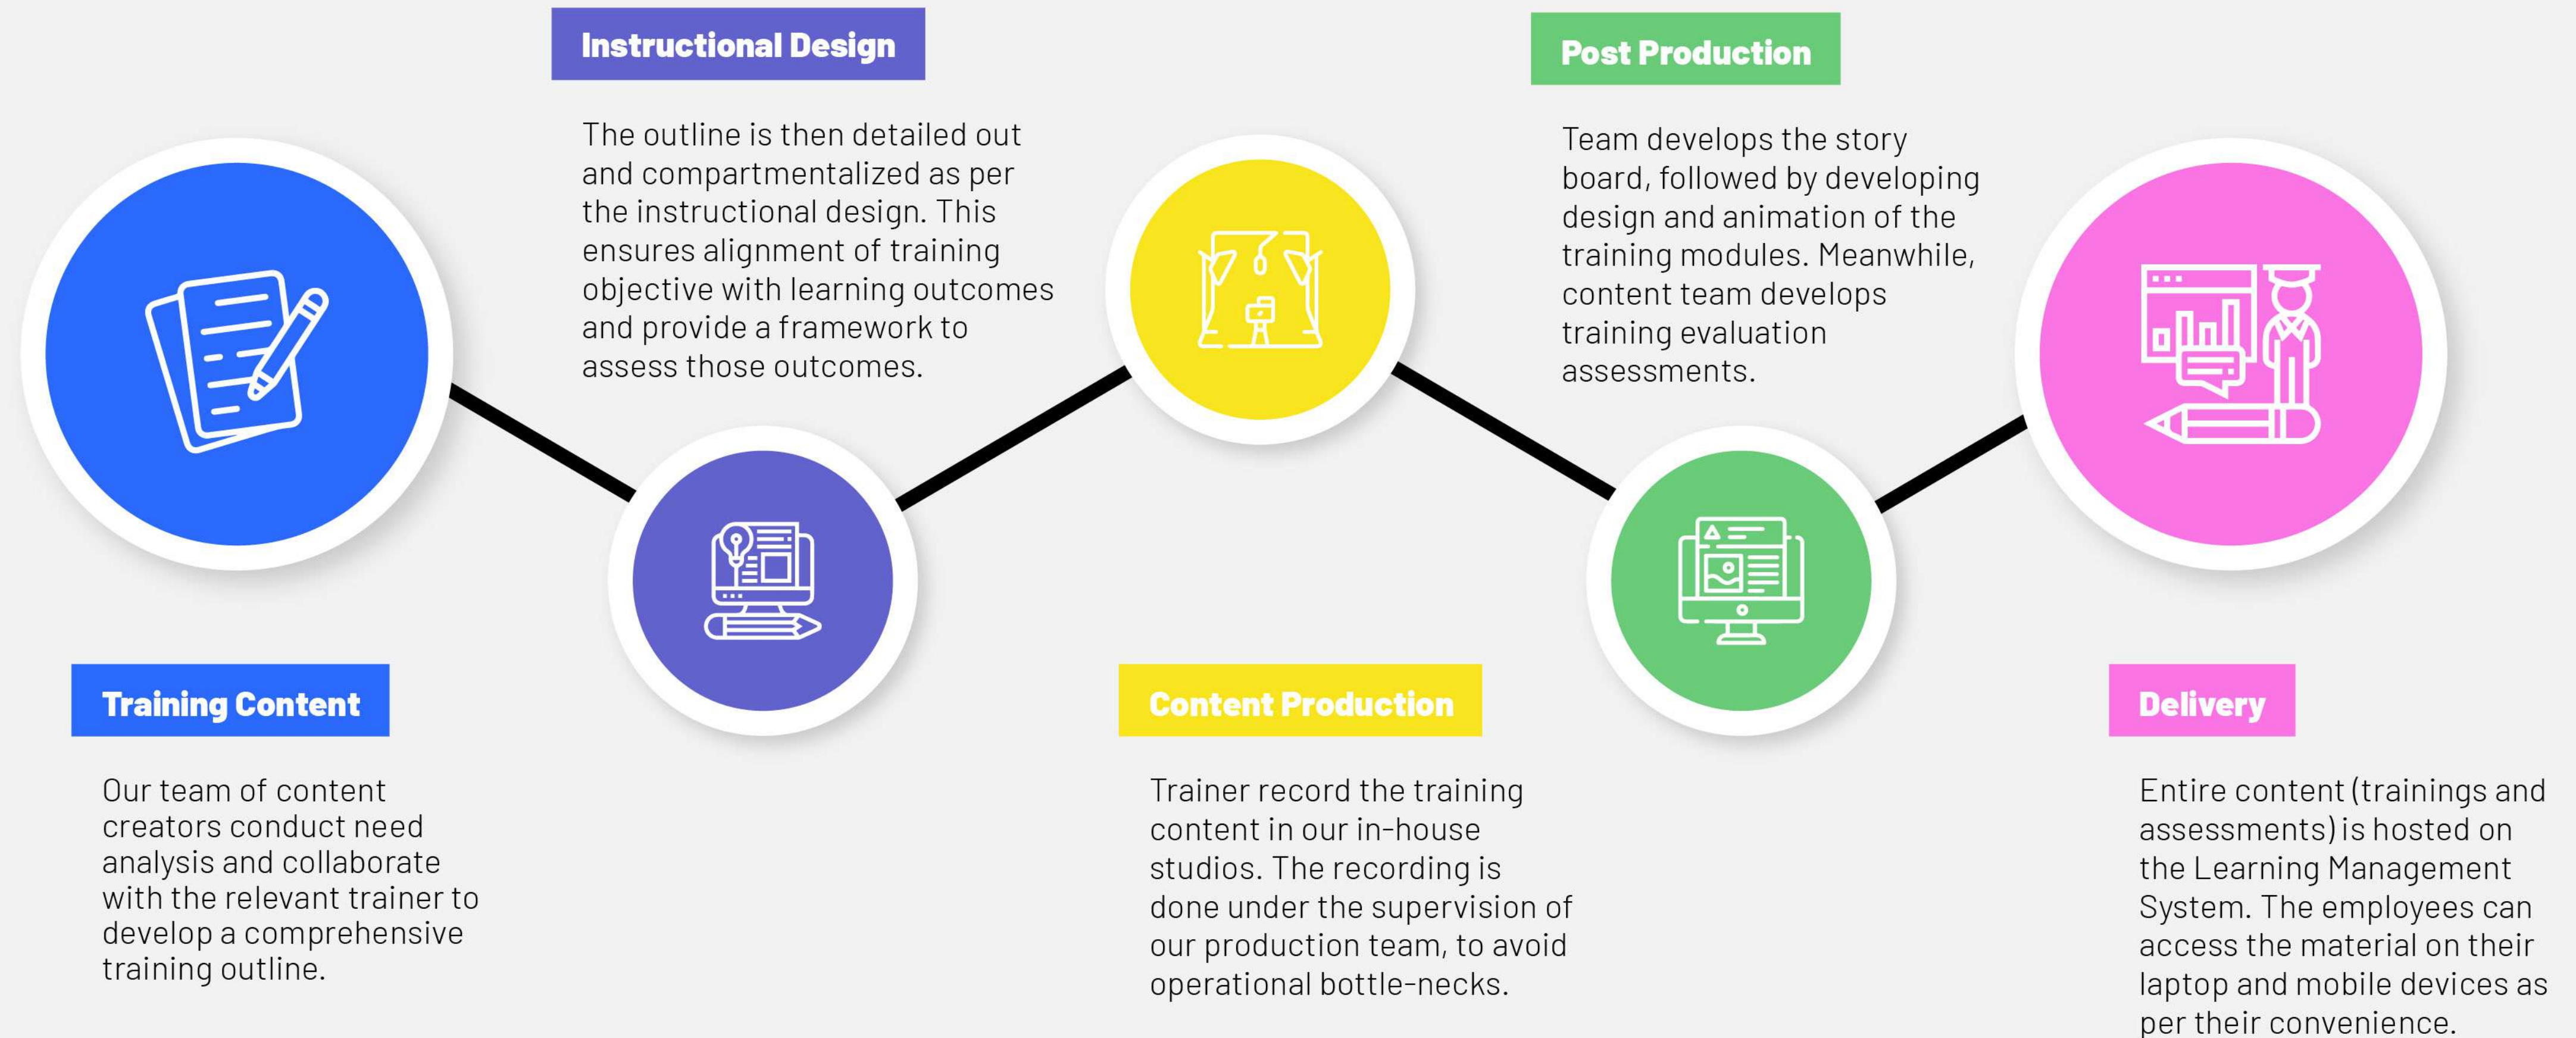 Training Content
Our team of content
creators conduct need
analysis and collaborate
with the relevant trainer to
develop a comprehensive
training outline.
Instructional Design
The outline is then detailed out
and compartmentalized as per
the instructional design. This
ensures alignment of training
objective with learning outcomes
and provide a framework to
assess those outcomes.
Content Production
Trainer record the training
content in our in-house
studios. The recording is
done under the supervision of
our production team, to avoid
operational bottle-necks.
Post Production
Team develops the story
board, followed by developing
design and animation of the
training modules. Meanwhile,
content team develops
training evaluation
assessments.
Delivery
Entire content (trainings and
assessments) is hosted on
the Learning Management
System. The employees can
access the material on their
laptop and mobile devices as
per their convenience.